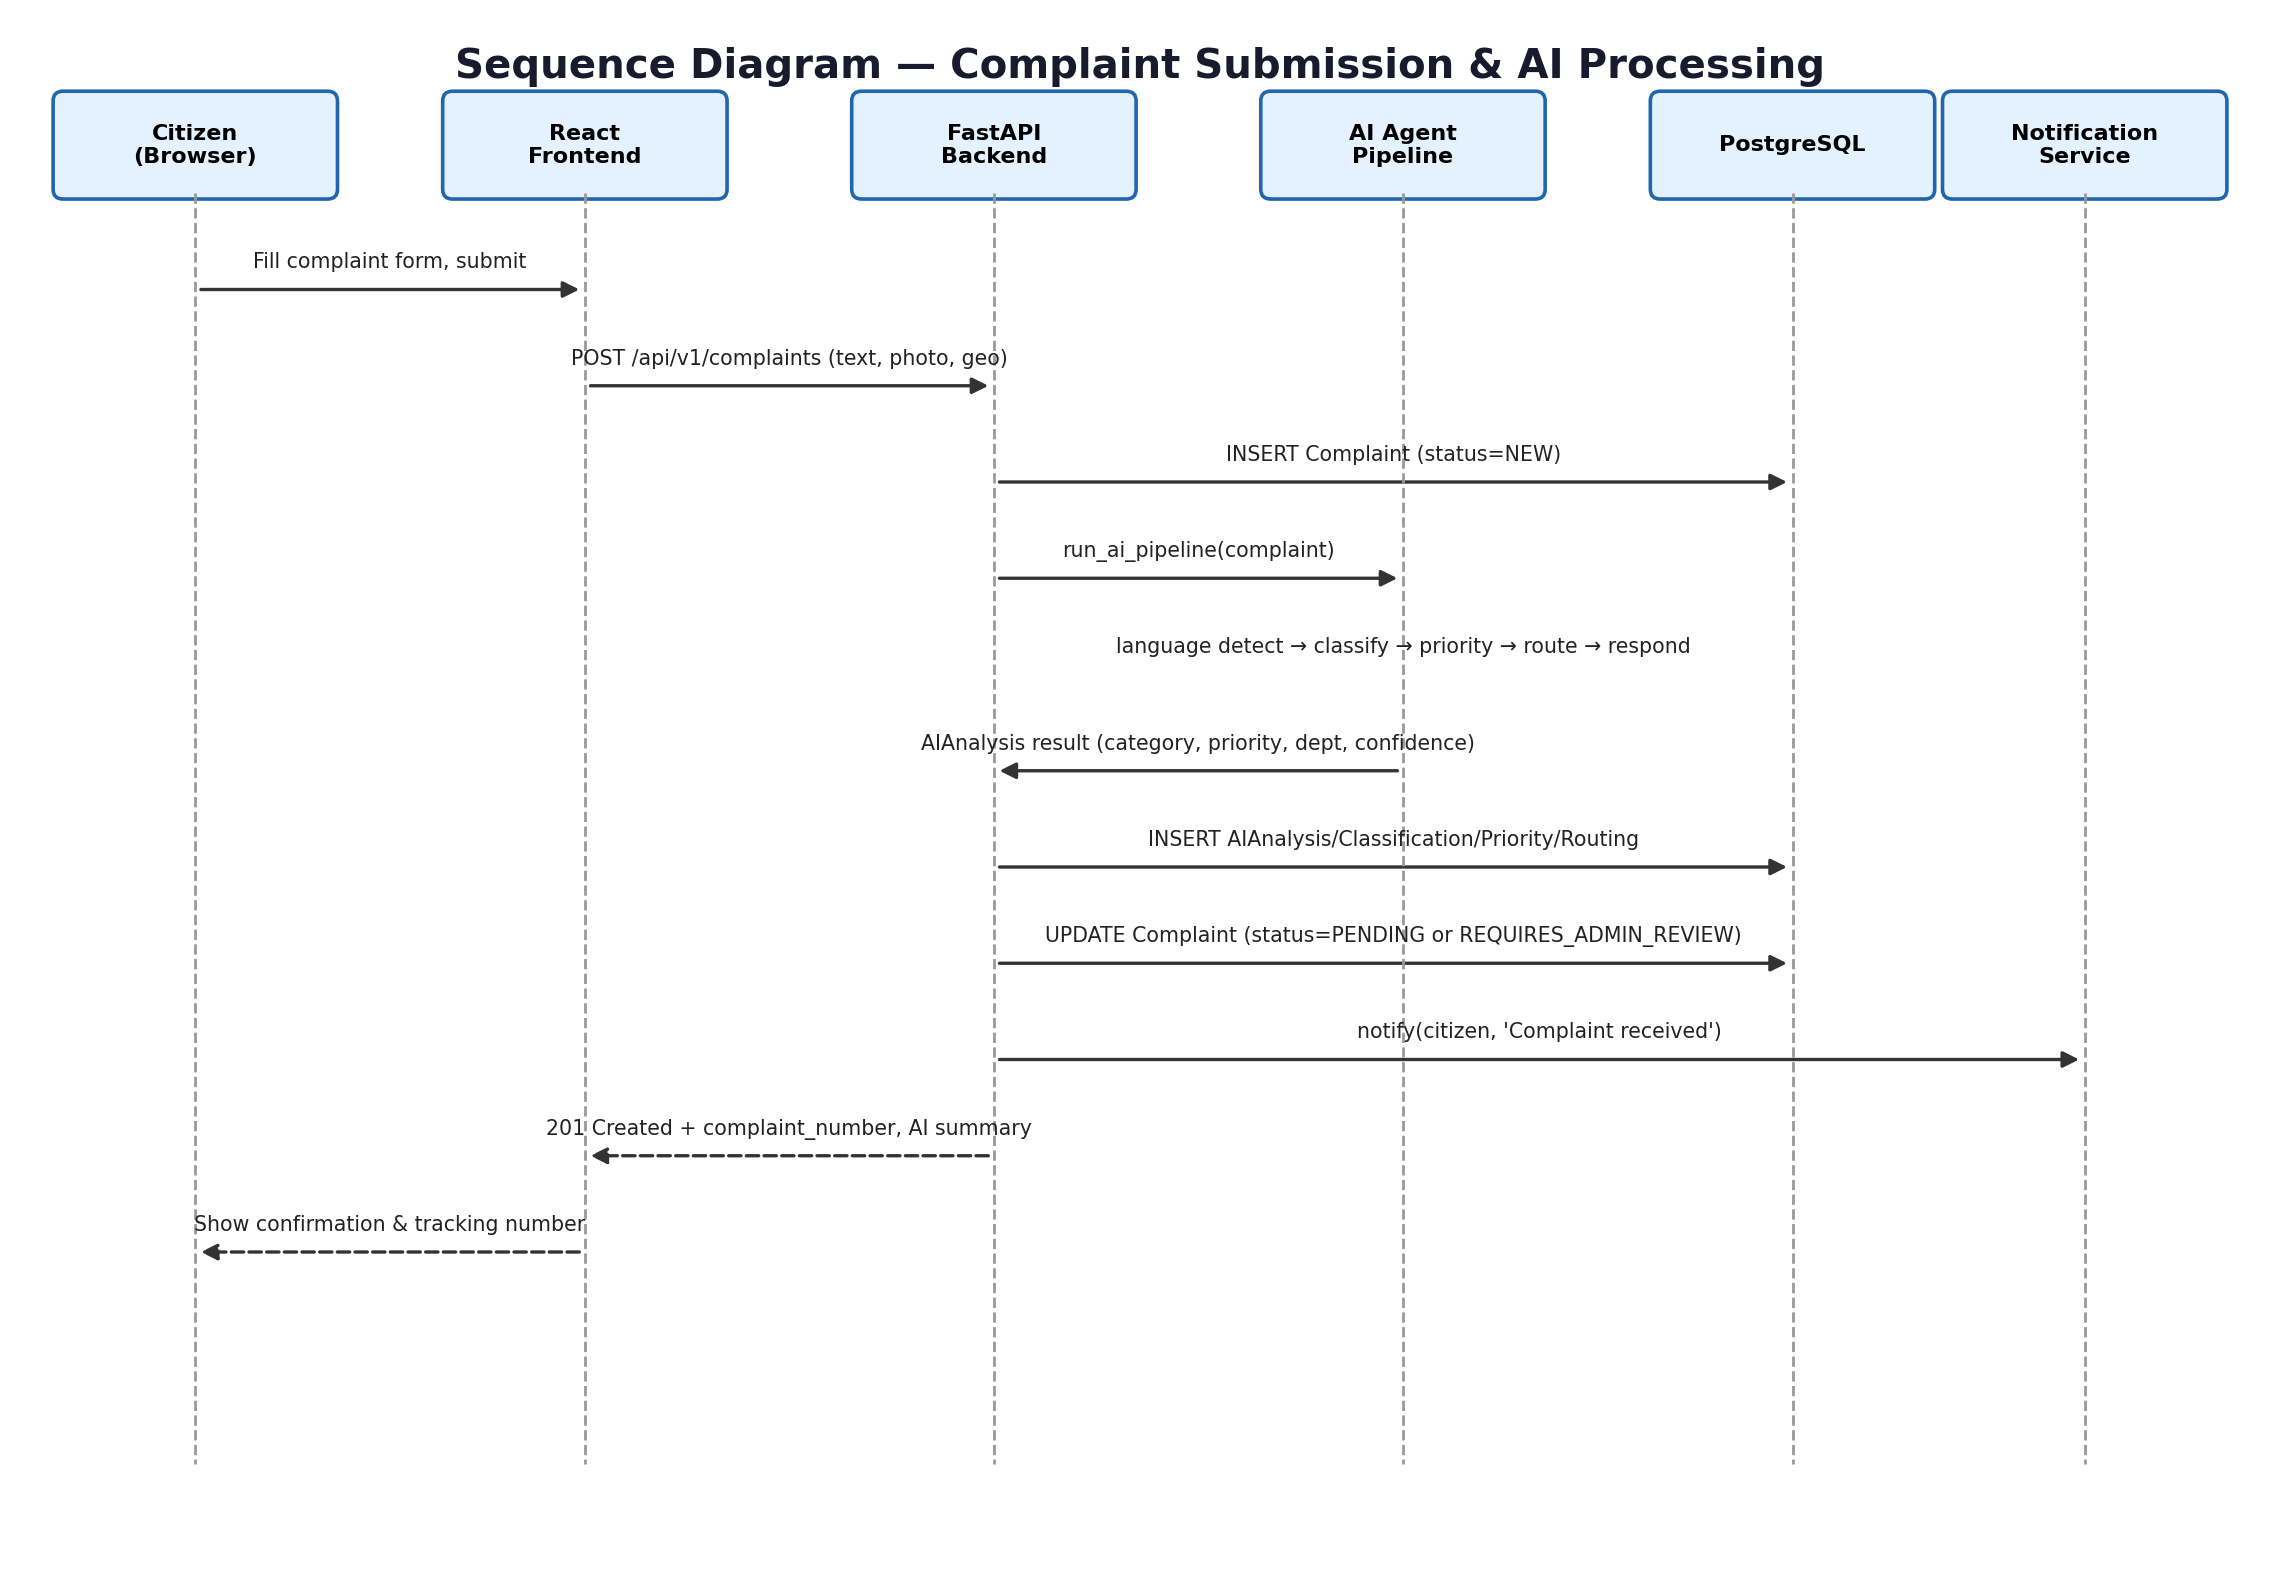 Sequence Diagram — Complaint Submission & AI Processing
Citizen
(Browser)
React
Frontend
FastAPI
Backend
AI Agent
Pipeline
PostgreSQL
Notification
Service
Fill complaint form, submit
POST /api/v1/complaints (text, photo, geo)
INSERT Complaint (status=NEW)
run_ai_pipeline(complaint)
language detect → classify → priority → route → respond
AIAnalysis result (category, priority, dept, confidence)
INSERT AIAnalysis/Classification/Priority/Routing
UPDATE Complaint (status=PENDING or REQUIRES_ADMIN_REVIEW)
notify(citizen, 'Complaint received')
201 Created + complaint_number, AI summary
Show confirmation & tracking number